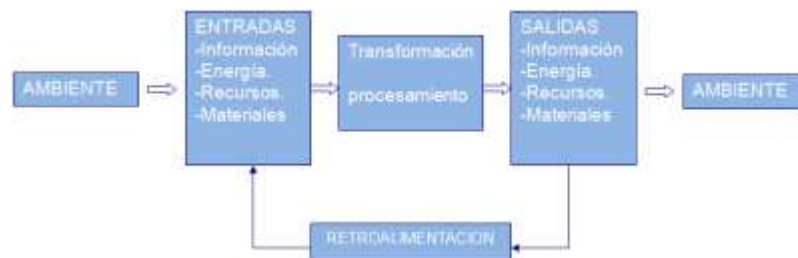 AMBIENTE
ENTRADAS
-Información
-Energía.
-Recursos.
-Materiales
Transformación
procesamiento
SALIDAS
-Información
-Energía.
-Recursos.
-Materiales
AMBIENTE
RETROALIMENTACION